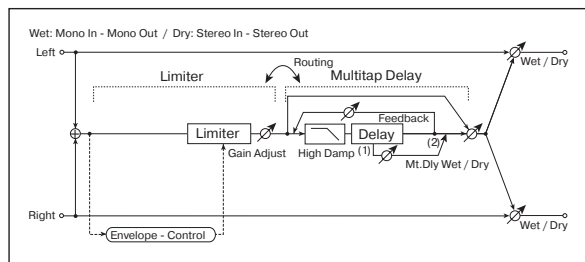 Wet: Mono In - Mono Out / Dry: Stereo In - Stereo Out
Left
Wet / Dry
Routing
Limiter
Multitap Delay
Feedback
Limiter
Delay
Gain Adjust
High Damp
(1)
(2)
Mt.Dly Wet / Dry
Right
Wet / Dry
Envelope - Control